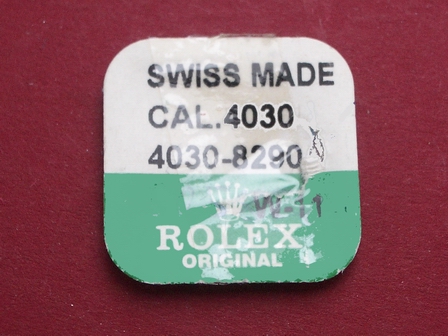 SWISS MADE
CAL.4030
4030-8290
ROLEX
ORIGINAL